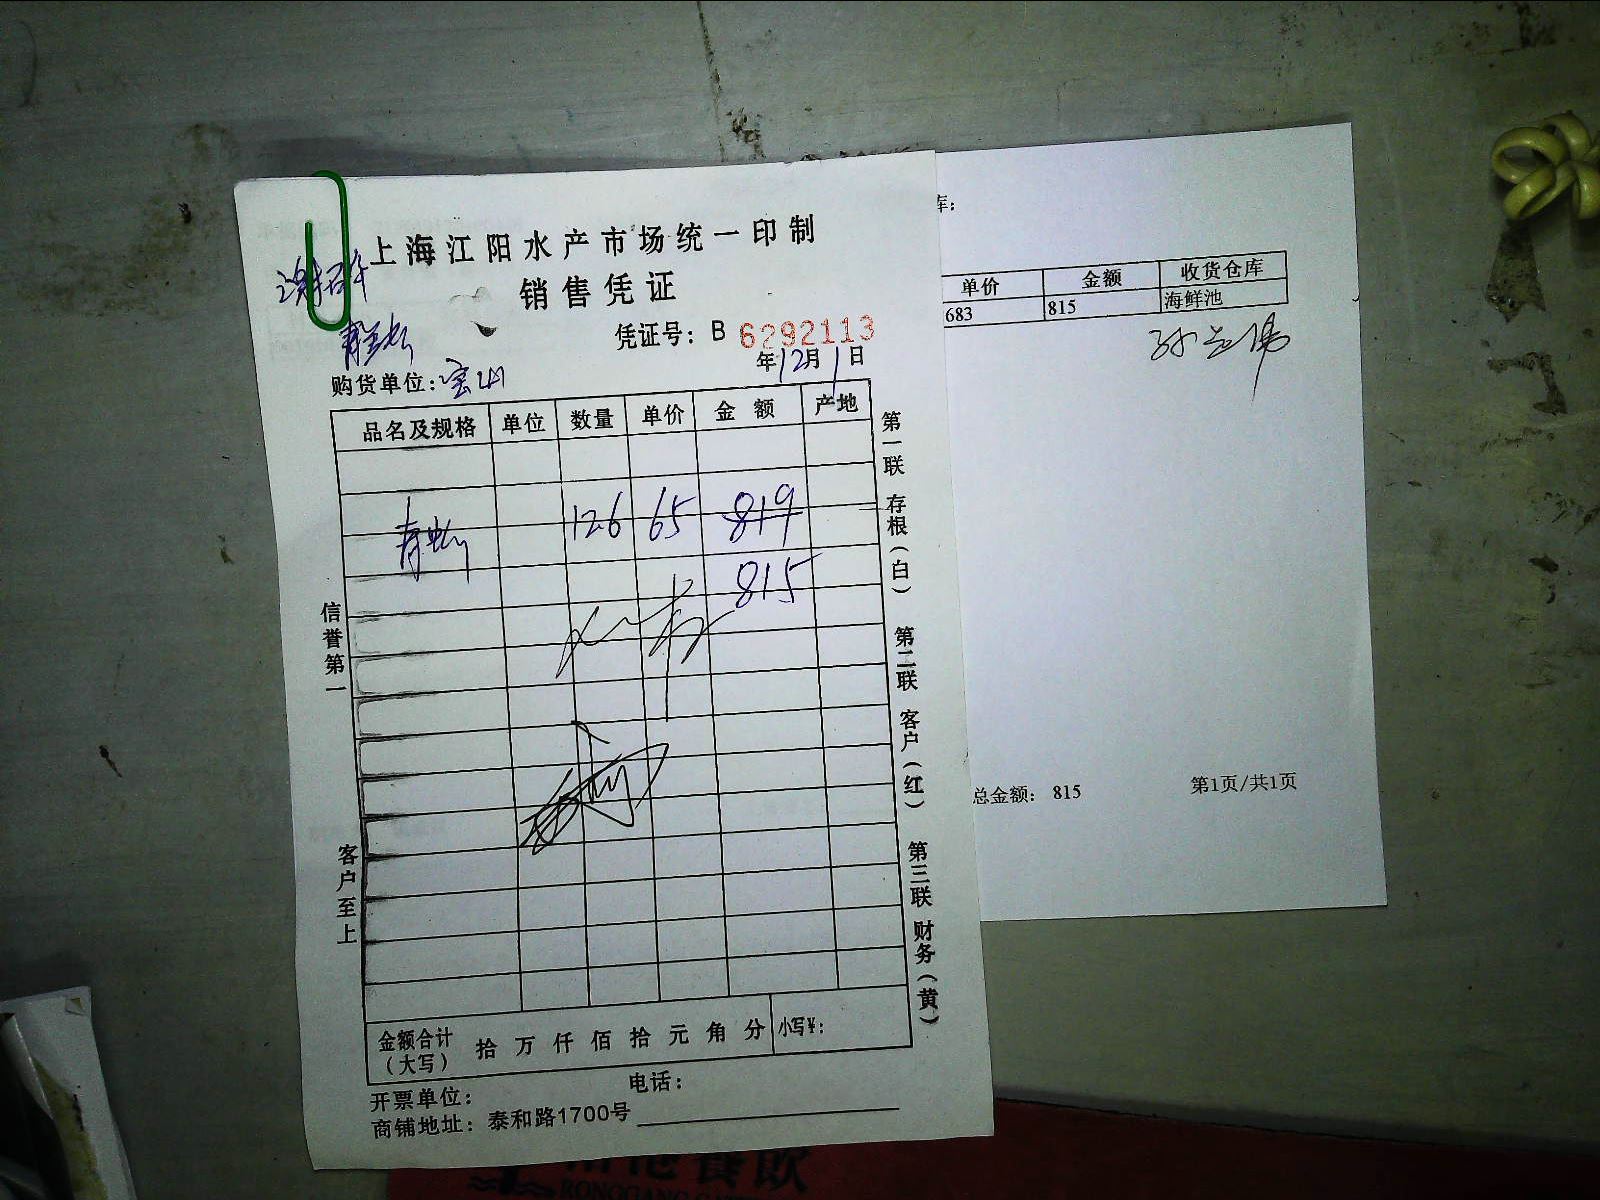 上海江阳水产市场统一印制
销售凭证
凭证号：B 6292113
年12月1日
购货单位：宝山
品名及规格 单位 数量 单价 金额 产地
126 65 819
815
信誉第一
客户至上
第一联 存根（白） 第二联 客户（红） 第三联 财务（黄）
金额合计（大写） 拾 万 仟 佰 拾 元 角 分 小写¥：
开票单位： 电话：
商铺地址：泰和路1700号
库：
单价 金额 收货仓库
683 815 海鲜池
总金额： 815 第1页/共1页